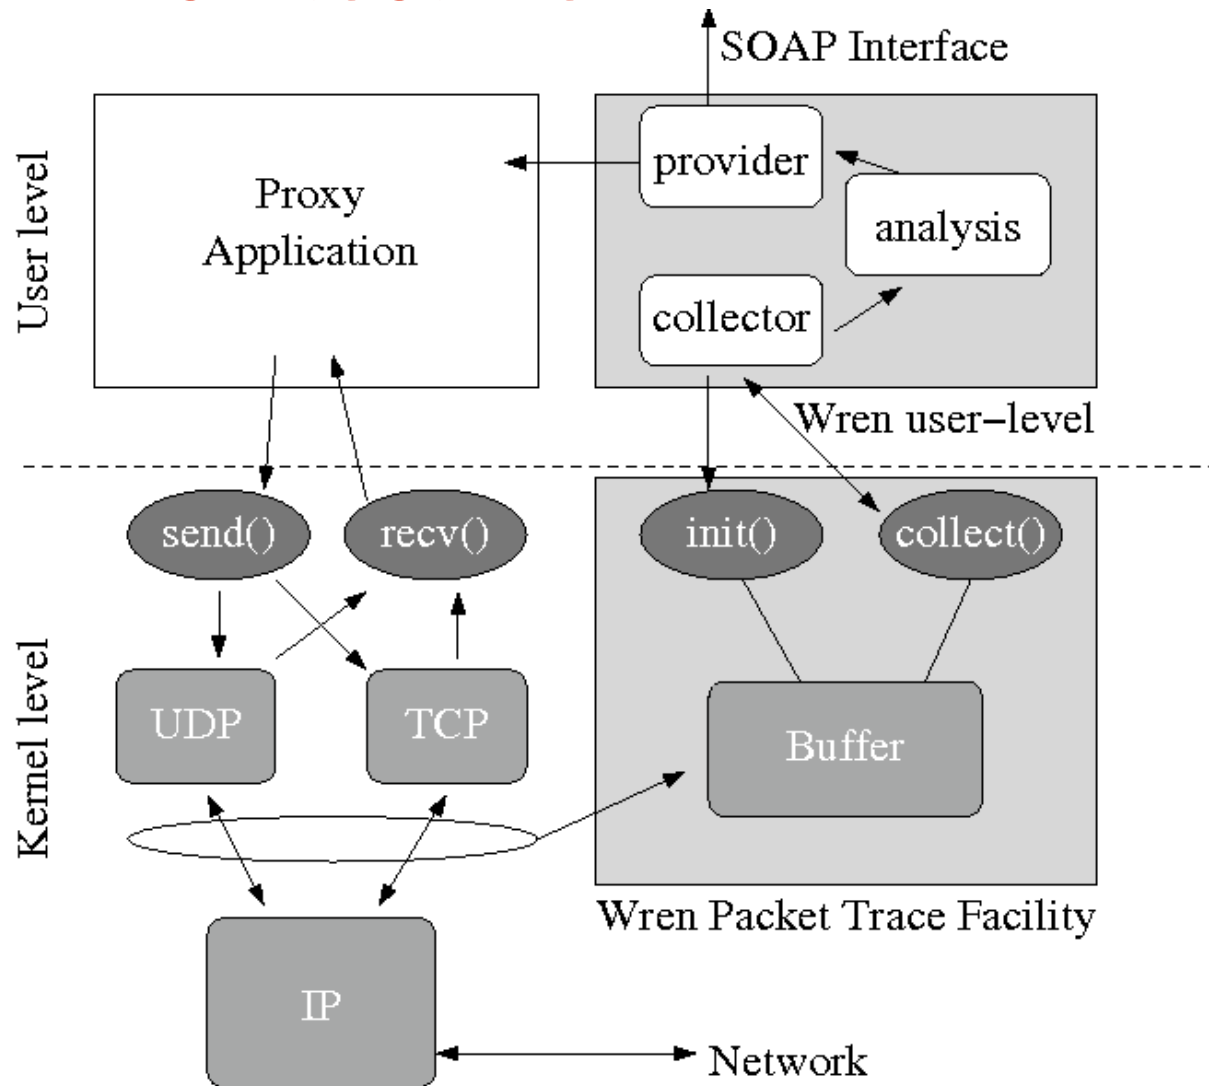 SOAP Interface
provider
Proxy
Application
analysis
collector
User level
Wren user–level
send()
recv()
init()
collect()
UDP
TCP
Buffer
Kernel level
Wren Packet Trace Facility
IP
Network